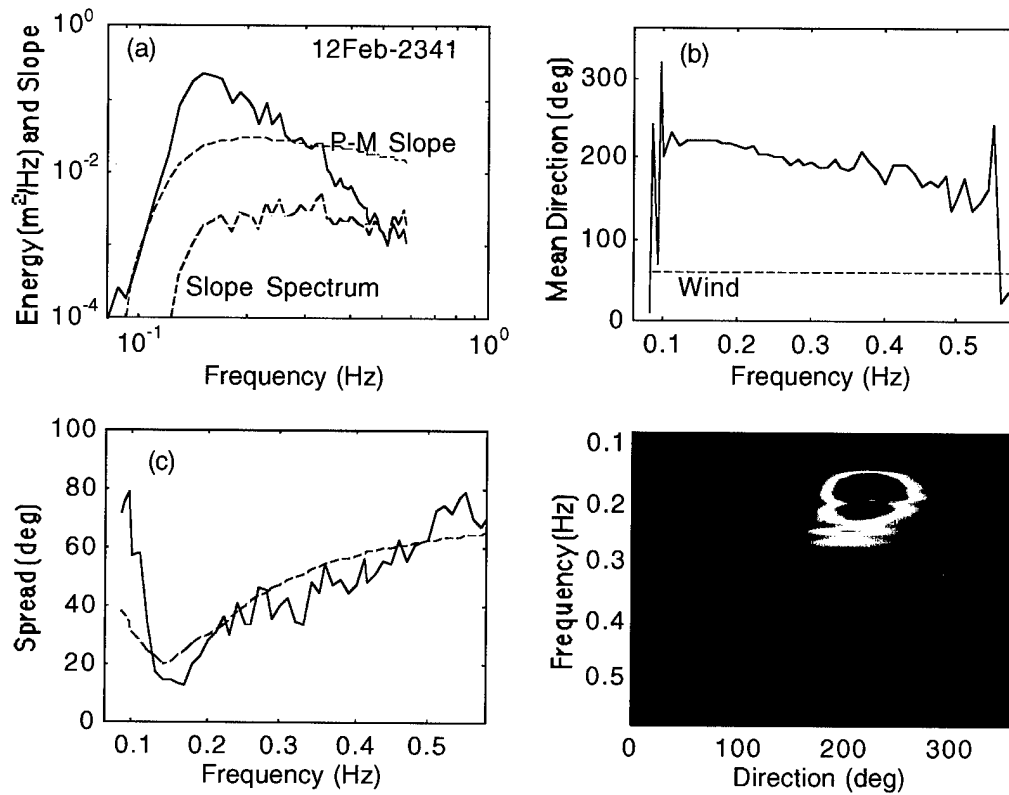 10^0
10^-2
10^-4
Energy (m^2/Hz) and Slope
(a)
12Feb-2341
P-M Slope
Slope Spectrum
10^-1
10^0
Frequency (Hz)
300
200
100
0
Mean Direction (deg)
(b)
Wind
0.1
0.2
0.3
0.4
0.5
Frequency (Hz)
100
80
60
40
20
0
Spread (deg)
(c)
0.1
0.2
0.3
0.4
0.5
Frequency (Hz)
0.1
0.2
0.3
0.4
0.5
Frequency (Hz)
0
100
200
300
Direction (deg)